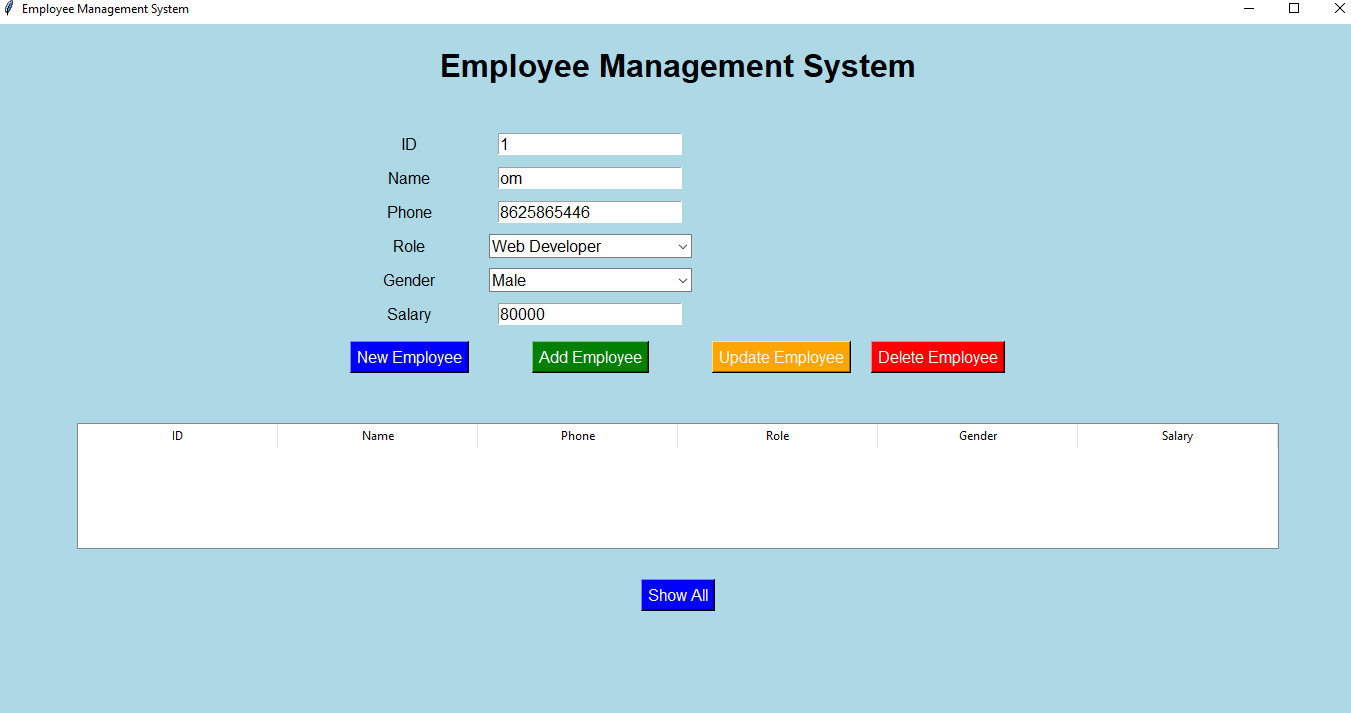 Employee Management System
Employee Management System
ID 1
Name om
Phone 8625865446
Role Web Developer
Gender Male
Salary 80000
New Employee Add Employee Update Employee Delete Employee
ID Name Phone Role Gender Salary
Show All